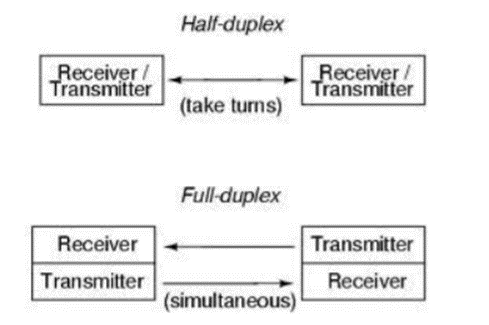 Half-duplex
Receiver / Receiver /
Transmitter Transmitter
(take turns)
Full-duplex
Receiver Transmitter
Transmitter Receiver
(simultaneous)